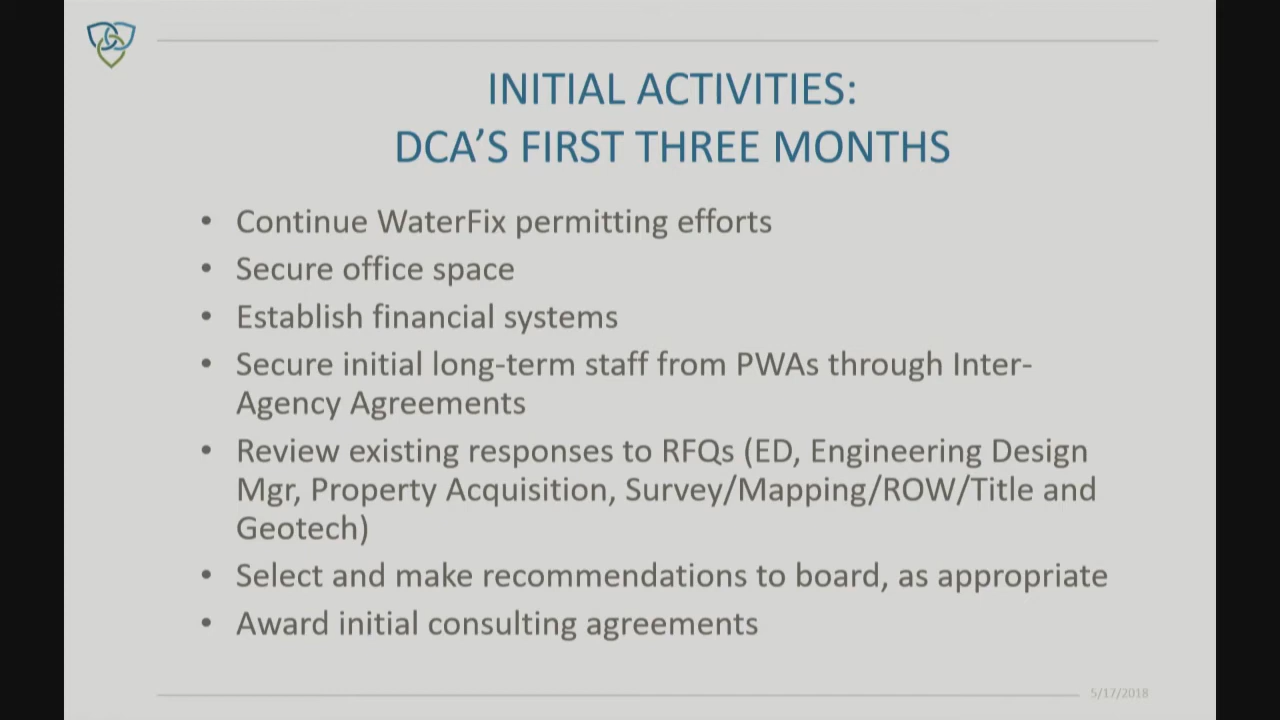 INITIAL ACTIVITIES:
DCA'S FIRST THREE MONTHS
• Continue WaterFix permitting efforts
• Secure office space
• Establish financial systems
• Secure initial long-term staff from PWAs through Inter-
Agency Agreements
• Review existing responses to RFQs (ED, Engineering Design
Mgr, Property Acquisition, Survey/Mapping/ROW/Title and
Geotech)
• Select and make recommendations to board, as appropriate
• Award initial consulting agreements
5/17/2018